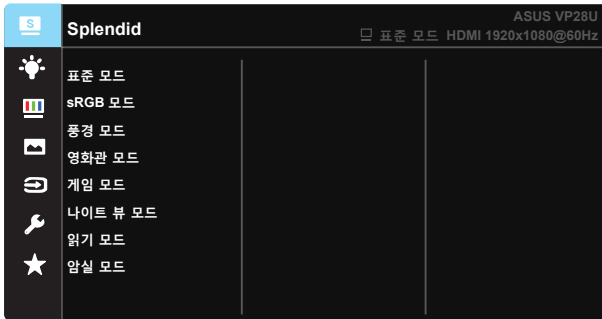 S
Splendid
ASUS VP28U
표준 모드 HDMI 1920x1080@60Hz
표준 모드
sRGB 모드
풍경 모드
영화관 모드
게임 모드
나이트 뷰 모드
읽기 모드
암실 모드